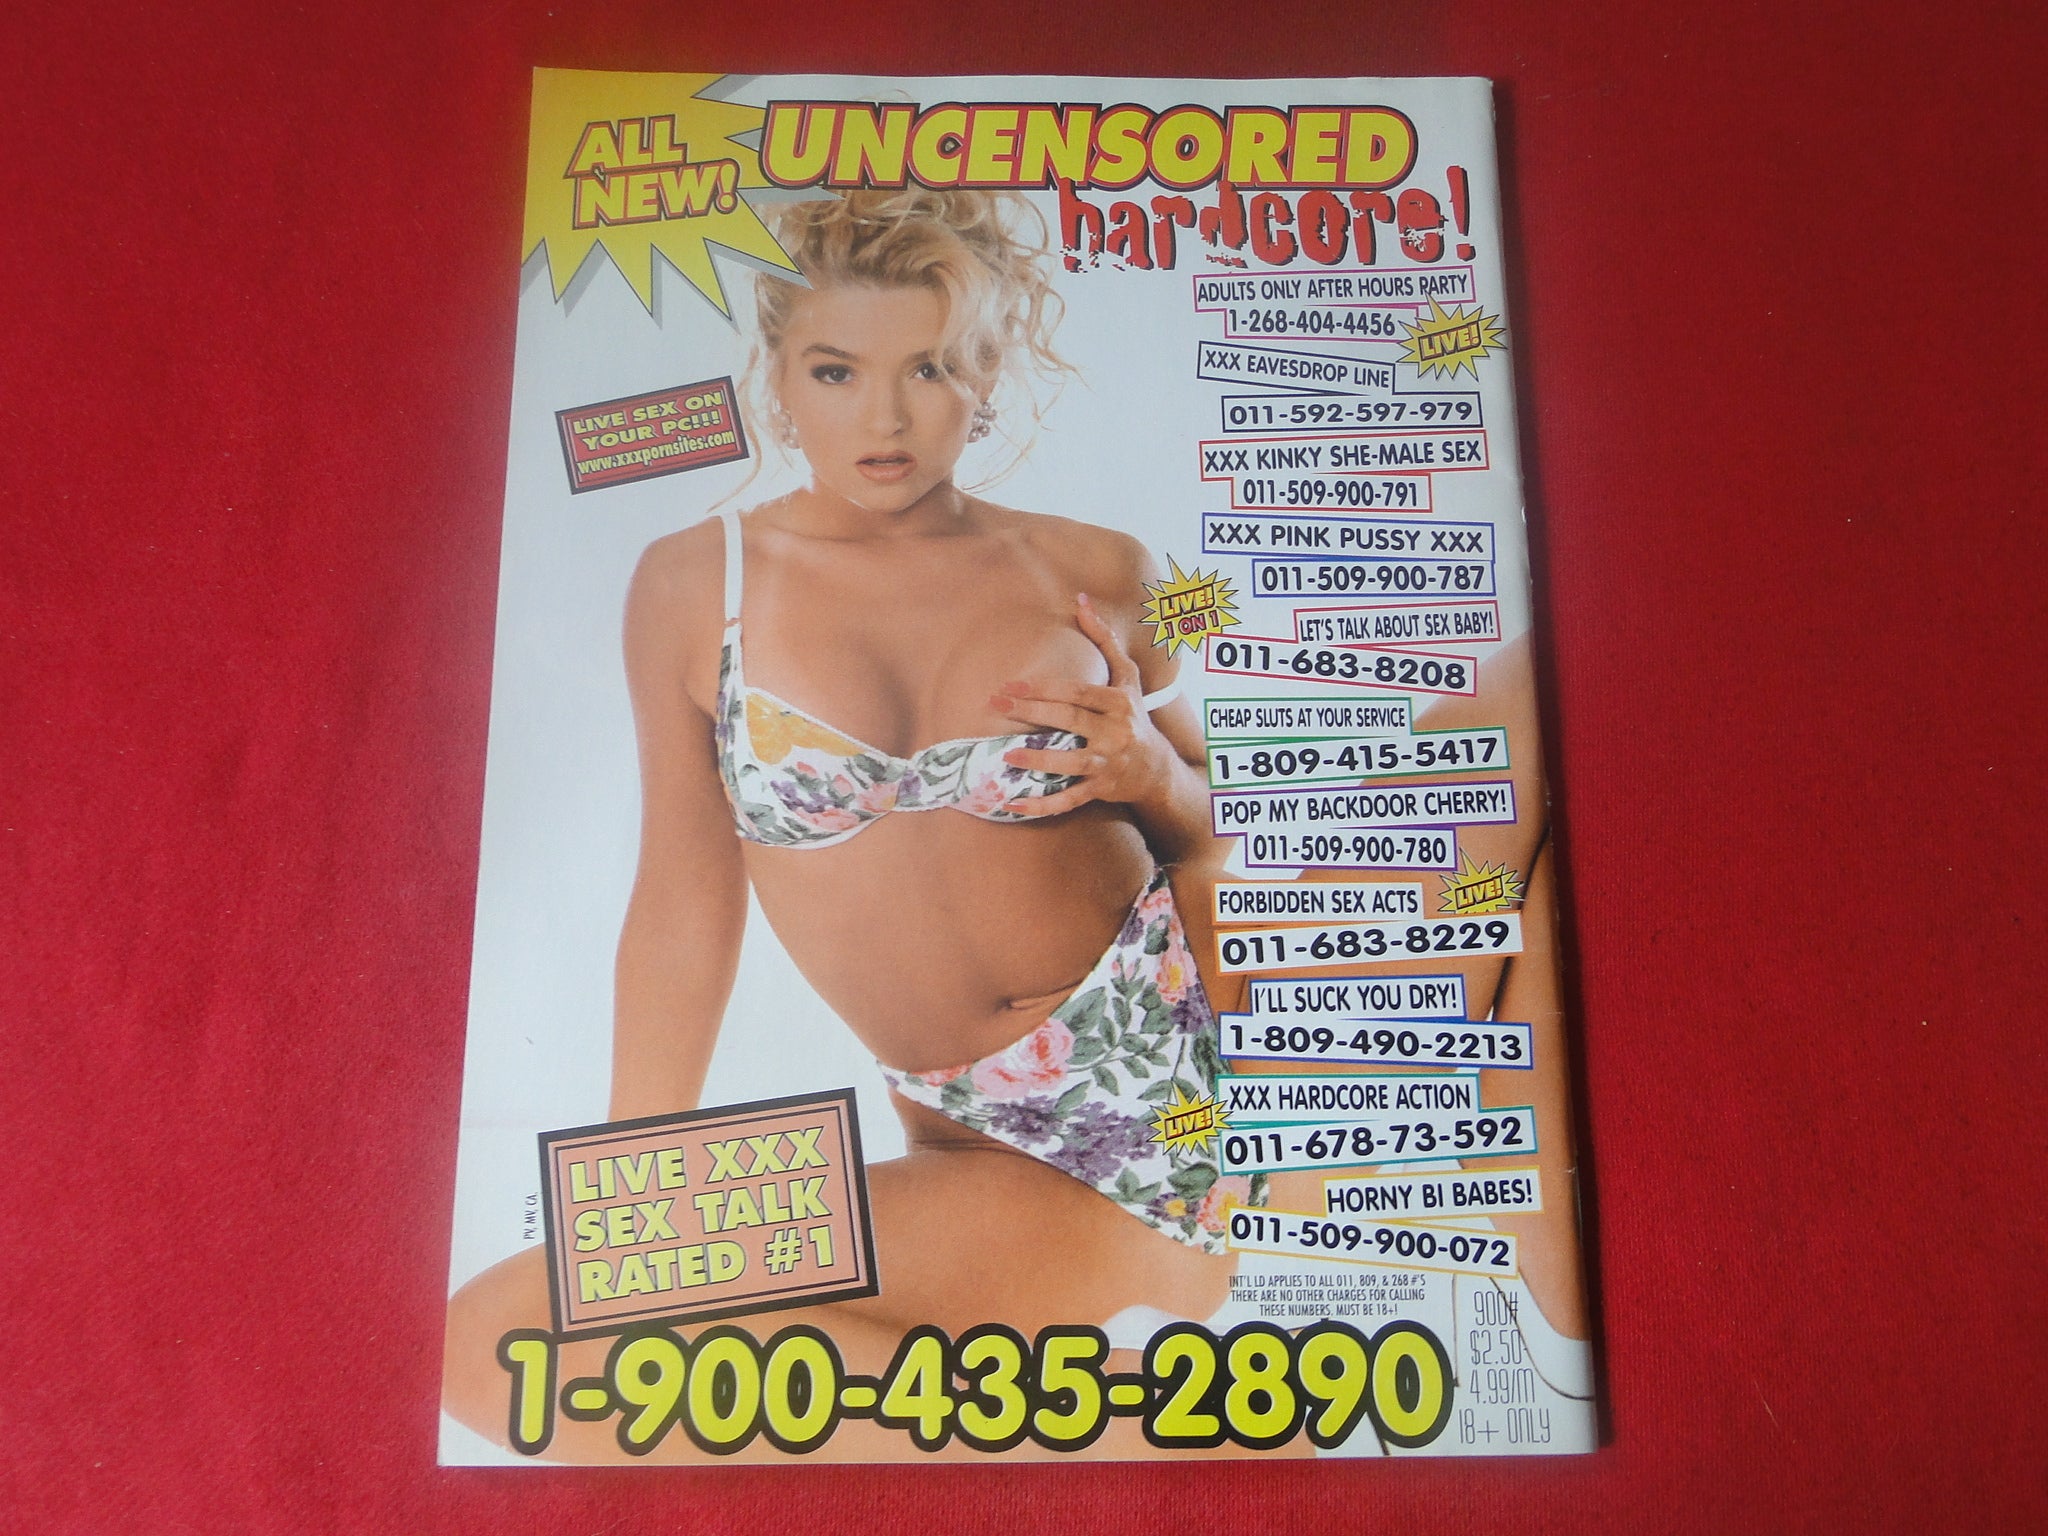 ALL
NEW!
UNCENSORED
hardcore!
ADULTS ONLY AFTER HOURS PARTY
1-268-404-4456
LIVE!
XXX EAVESDROP LINE
011-592-597-979
LIVE SEX ON
YOUR PC!!!
www.xxxpornsites.com
XXX KINKY SHE-MALE SEX
011-509-900-791
XXX PINK PUSSY XXX
011-509-900-787
LIVE!
1 ON 1
LET'S TALK ABOUT SEX BABY!
011-683-8208
CHEAP SLUTS AT YOUR SERVICE
1-809-415-5417
POP MY BACKDOOR CHERRY!
011-509-900-780
FORBIDDEN SEX ACTS
LIVE!
011-683-8229
I'LL SUCK YOU DRY!
1-809-490-2213
XXX HARDCORE ACTION
LIVE!
011-678-73-592
HORNY BI BABES!
011-509-900-072
LIVE XXX
SEX TALK
RATED #1
PV, MV, CA.
INT'L LD APPLIES TO ALL 011, 809, & 268 #'S
THERE ARE NO OTHER CHARGES FOR CALLING
THESE NUMBERS. MUST BE 18+!
1-900-435-2890
900#
$2.50-
4.99/M
18+ ONLY